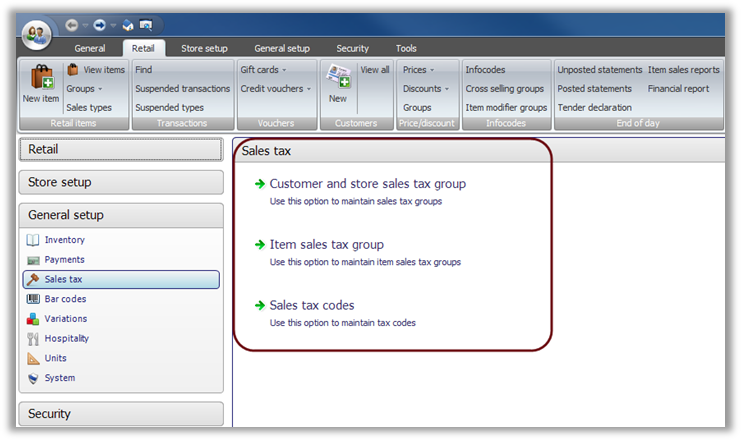 General Retail Store setup General setup Security Tools
View items Find Gift cards View all Prices Infocodes Unposted statements Item sales reports
Groups Suspended transactions Credit vouchers Discounts Cross selling groups Posted statements Financial report
New item Sales types Suspended types New Groups Item modifier groups Tender declaration
Retail items Transactions Vouchers Customers Price/discount Infocodes End of day
Retail
Store setup
General setup
Inventory
Payments
Sales tax
Bar codes
Variations
Hospitality
Units
System
Security
Sales tax
Customer and store sales tax group
Use this option to maintain sales tax groups
Item sales tax group
Use this option to maintain item sales tax groups
Sales tax codes
Use this option to maintain tax codes